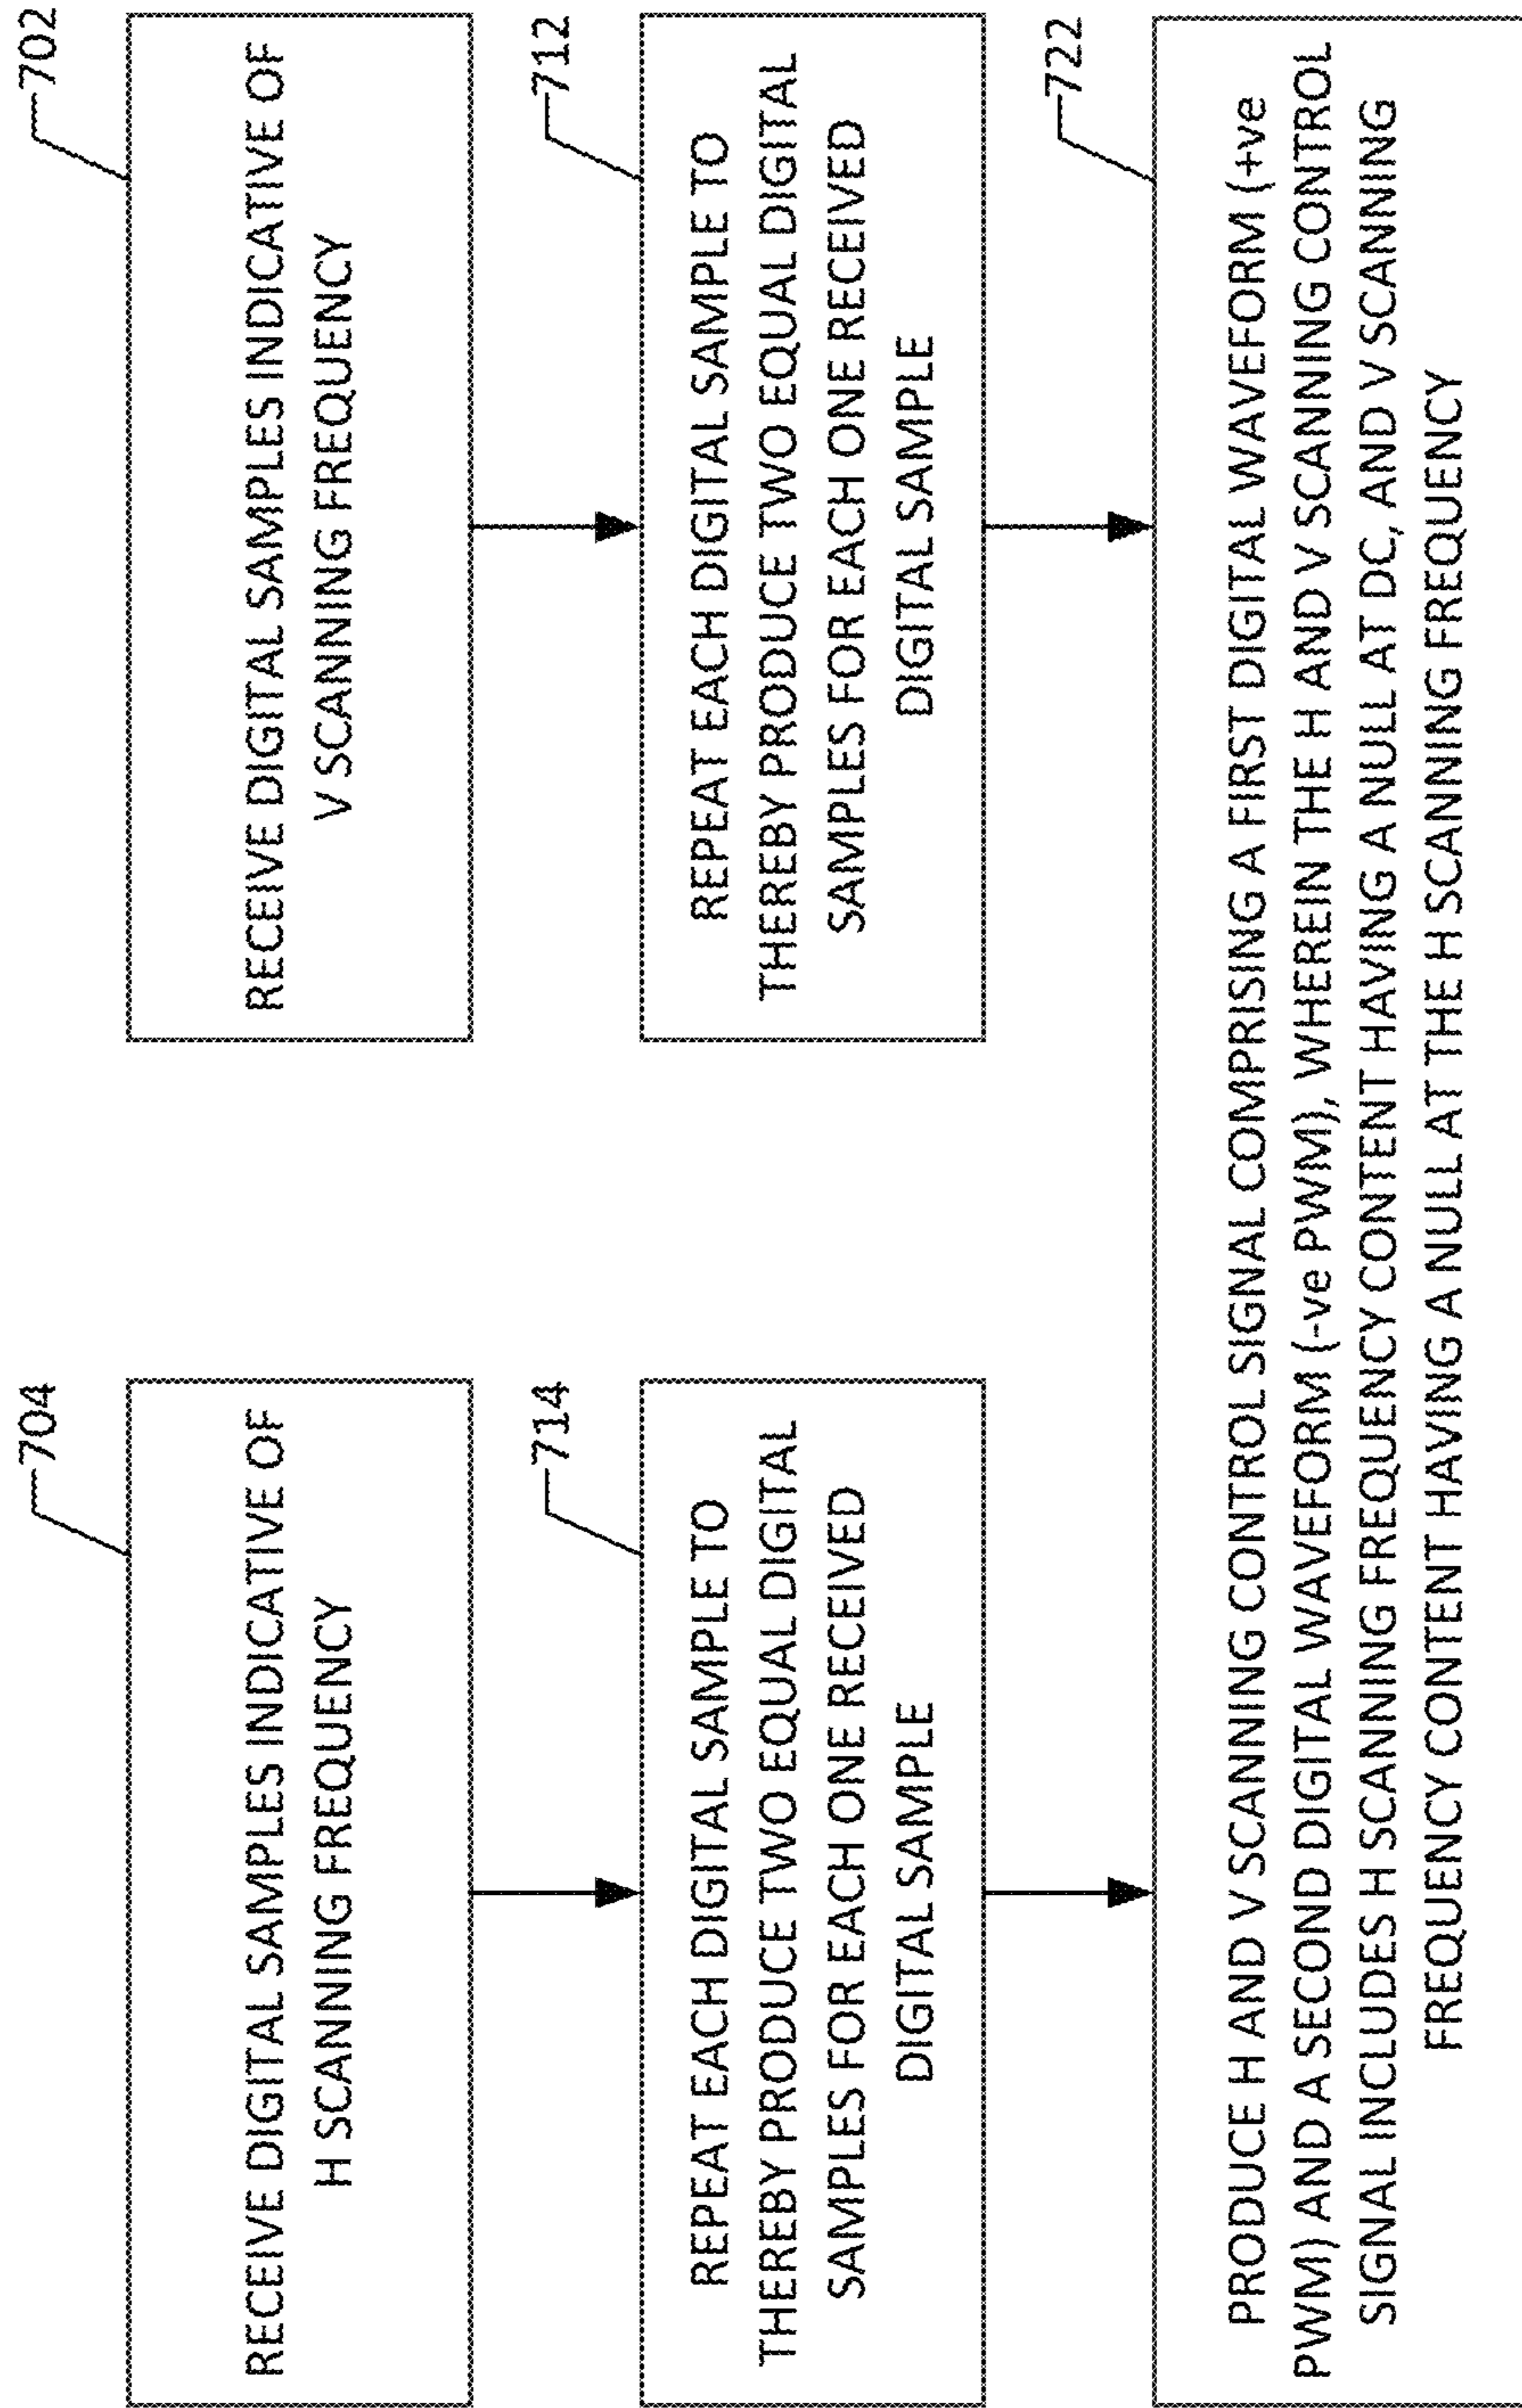 704
RECEIVE DIGITAL SAMPLES INDICATIVE OF
H SCANNING FREQUENCY
702
RECEIVE DIGITAL SAMPLES INDICATIVE OF
V SCANNING FREQUENCY
714
REPEAT EACH DIGITAL SAMPLE TO
THEREBY PRODUCE TWO EQUAL DIGITAL
SAMPLES FOR EACH ONE RECEIVED
DIGITAL SAMPLE
712
REPEAT EACH DIGITAL SAMPLE TO
THEREBY PRODUCE TWO EQUAL DIGITAL
SAMPLES FOR EACH ONE RECEIVED
DIGITAL SAMPLE
722
PRODUCE H AND V SCANNING CONTROL SIGNAL COMPRISING A FIRST DIGITAL WAVEFORM (+ve
PWM) AND A SECOND DIGITAL WAVEFORM (-ve PWM), WHEREIN THE H AND V SCANNING CONTROL
SIGNAL INCLUDES H SCANNING FREQUENCY CONTENT HAVING A NULL AT DC, AND V SCANNING
FREQUENCY CONTENT HAVING A NULL AT THE H SCANNING FREQUENCY